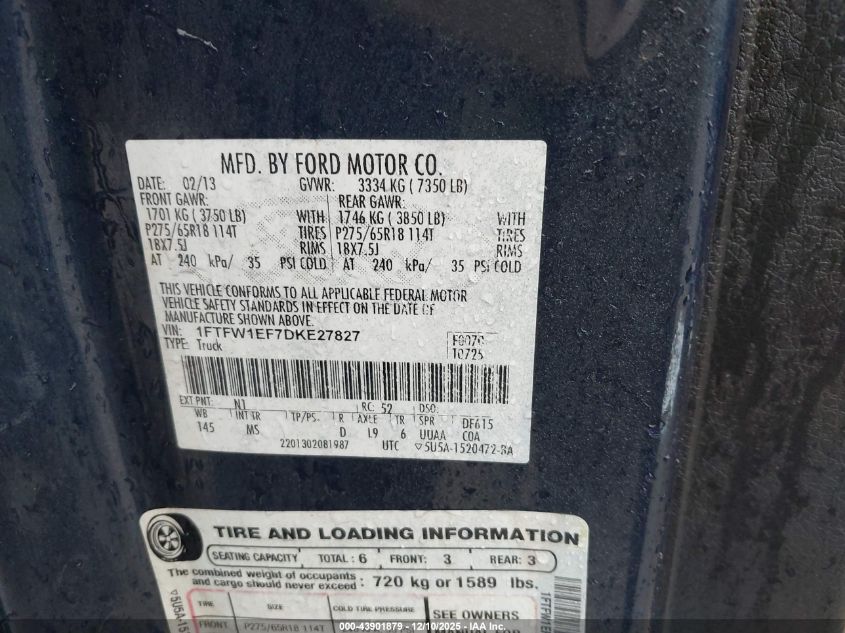 MFD. BY FORD MOTOR CO.
DATE: 02/13 GVWR: 3334 KG ( 7350 LB)
FRONT GAWR: REAR GAWR:
1701 KG ( 3750 LB) WITH 1746 KG ( 3850 LB) WITH
P275/65R18 114T TIRES P275/65R18 114T TIRES
18X7.5J RIMS 18X7.5J RIMS
AT 240 kPa/ 35 PSI COLD AT 240 kPa/ 35 PSI COLD
THIS VEHICLE CONFORMS TO ALL APPLICABLE FEDERAL MOTOR
VEHICLE SAFETY STANDARDS IN EFFECT ON THE DATE OF
MANUFACTURE SHOWN ABOVE.
VIN: 1FTFW1EF7DKE27827 F0070
TYPE: Truck T0725
EXT PNT: N1 RC: 52 DSO:
WB INT TR TP/PS R AXLE TR SPR DF615
145 MS D L9 6 UUAA COA
2201302081987 UTC ▽5U5A-1520472-BA
TIRE AND LOADING INFORMATION
SEATING CAPACITY TOTAL : 6 FRONT: 3 REAR: 3
The combined weight of occupants
and cargo should never exceed : 720 kg or 1589 lbs.
TIRE SIZE COLD TIRE PRESSURE SEE OWNERS
FRONT P275/65R18 114T
000-43901879 - 12/10/2025 - IAA Inc.